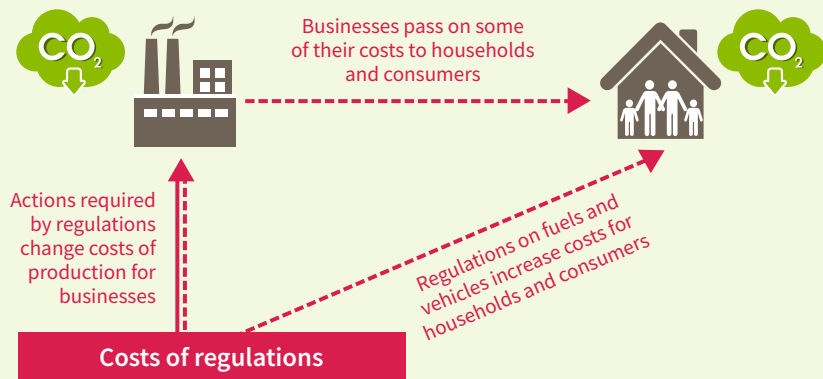 CO2
Businesses pass on some
of their costs to households
and consumers
CO2
Actions required
by regulations
change costs of
production for
businesses
Regulations on fuels and
vehicles increase costs for
households and consumers
Costs of regulations